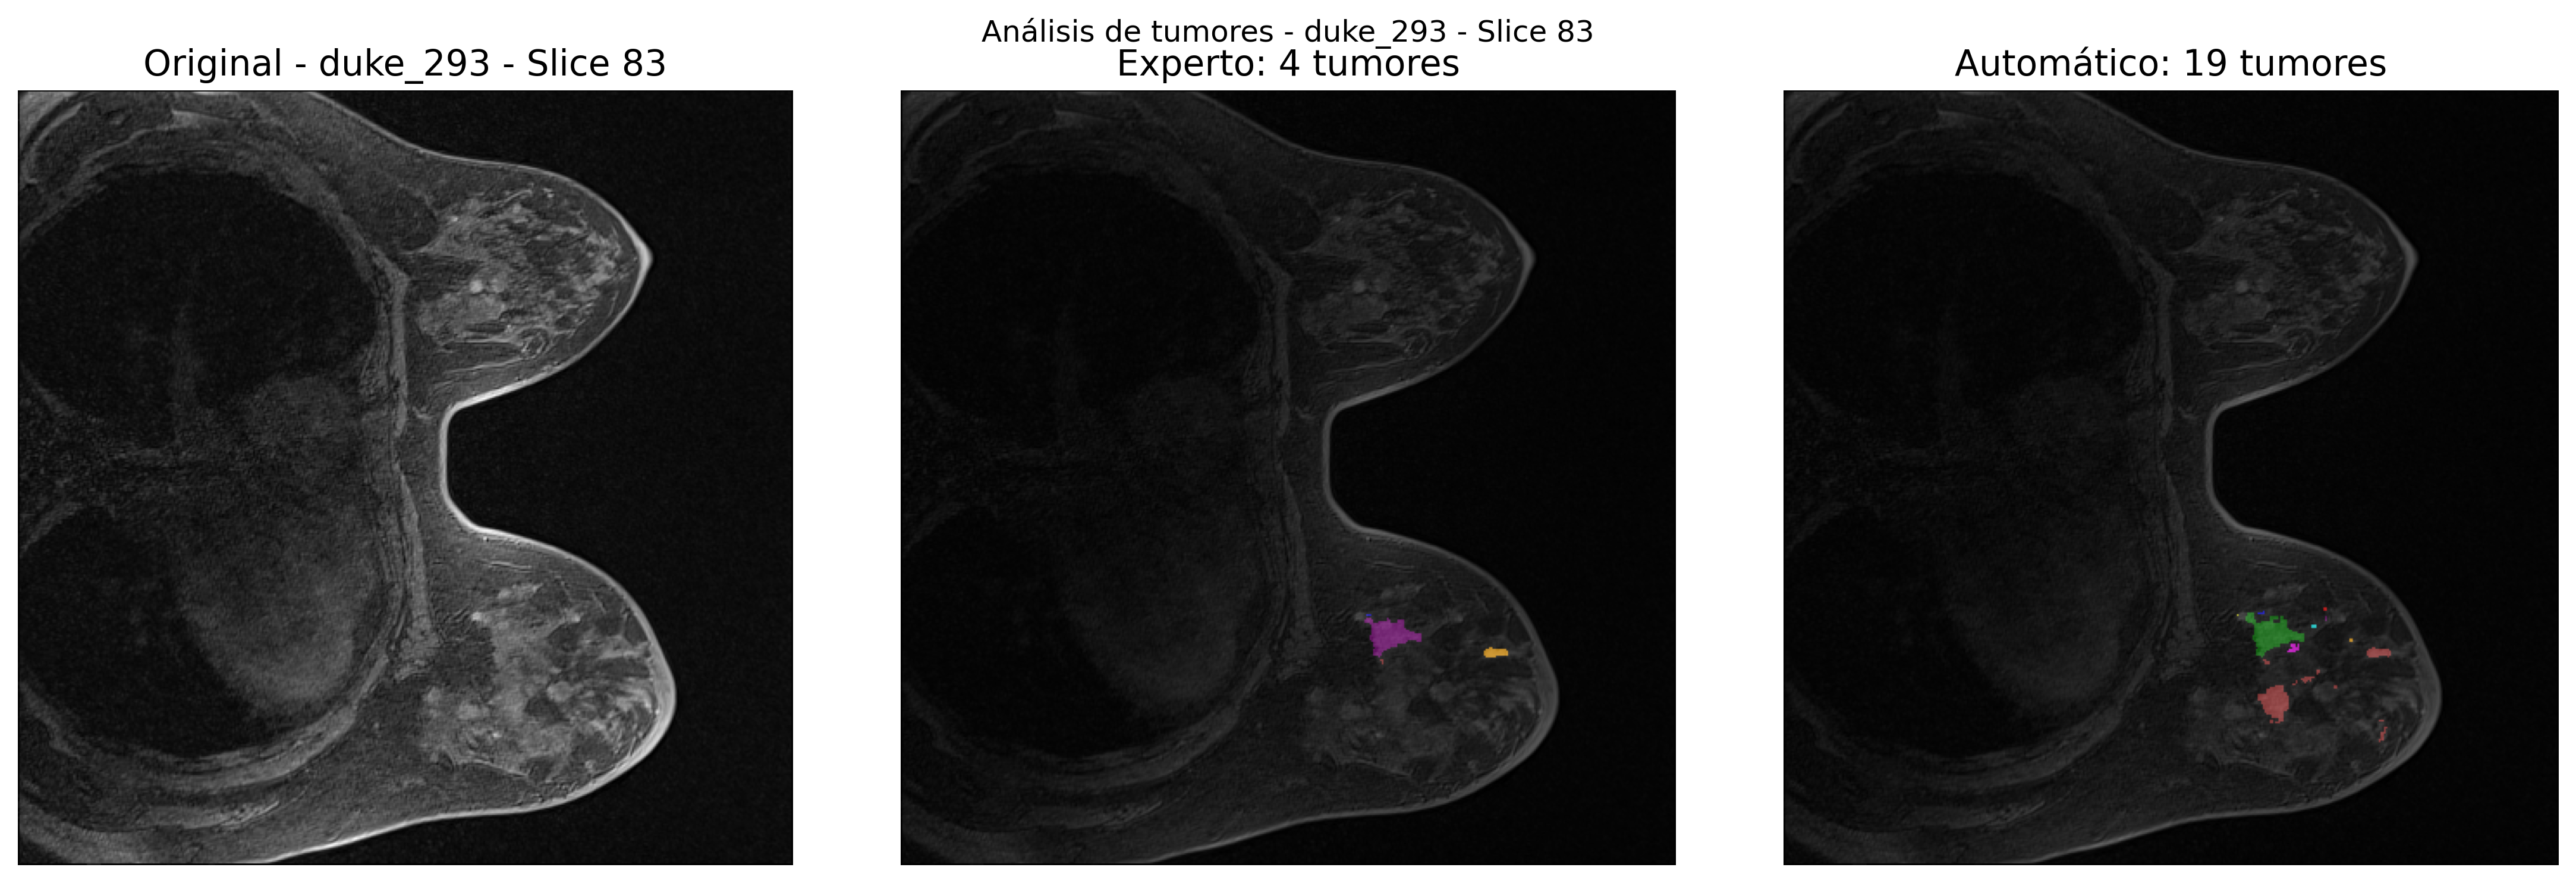 Análisis de tumores - duke_293 - Slice 83
Original - duke_293 - Slice 83
Experto: 4 tumores
Automático: 19 tumores